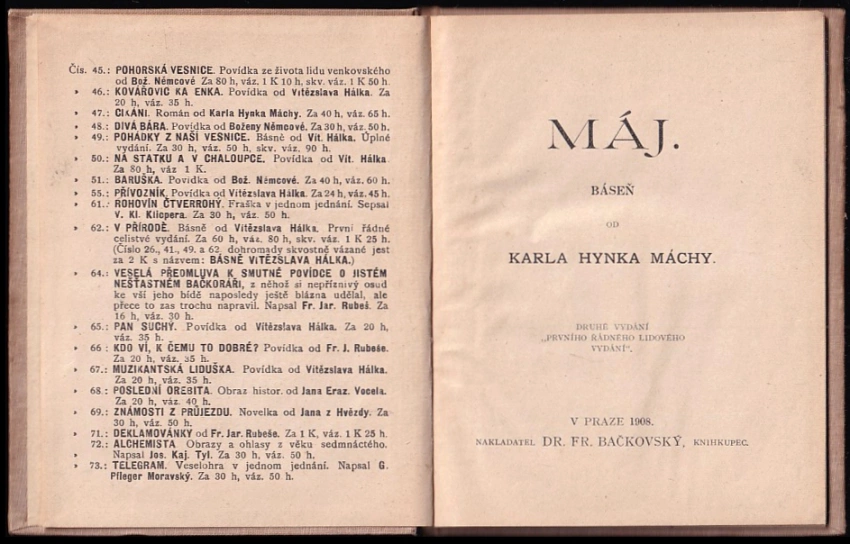 Čís. 45.: POHORSKÁ VESNICE. Povídka ze života lidu venkovského
od Bož. Němcové Za 80 h, váz. 1 K 10 h, skv. váz. 1 K 50 h.
» 46.: KOVÁŘOVIC KA ENKA. Povídka od Vítězslava Hálka. Za
20 h, váz. 35 h.
» 47.: CIKÁNI. Román od Karla Hynka Máchy. Za 40 h, váz. 65 h.
» 48.: DIVÁ BÁRA. Povídka od Boženy Němcové. Za 30 h, váz. 50 h.
» 49.: POHÁDKY Z NAŠÍ VESNICE. Básně od Vít. Hálka. Úplné
vydání. Za 30 h, váz. 50 h, skv. váz. 90 h.
» 50.: NA STATKU A V CHALOUPCE. Povídka od Vít. Hálka.
Za 80 h, váz 1 K.
» 51.: BARUŠKA. Povídka od Bož. Němcové. Za 40 h, váz. 60 h.
» 55.: PŘÍVOZNÍK. Povídka od Vítězslava Hálka. Za 24 h, váz. 45 h.
» 61.: ROHOVÍN ČTVERROHÝ. Fraška v jednom jednání. Sepsal
V. Kl. Klicpera. Za 30 h, váz. 50 h.
» 62.: V PŘÍRODĚ. Básně od Vítězslava Hálka. První řádné
celistvé vydání. Za 60 h, váz. 80 h, skv. váz. 1 K 25 h.
(Číslo 26., 41., 49. a 62. dohromady skvostně vázané jest
za 2 K s názvem: BÁSNĚ VÍTĚZSLAVA HÁLKA.)
» 64.: VESELÁ PŘEDMLUVA K SMUTNÉ POVÍDCE O JISTÉM
NEŠŤASTNÉM BAČKORÁŘI, z něhož si nepříznivý osud
ke vší jeho bídě naposledy ještě blázna udělal, ale
přece to zas trochu napravil. Napsal Fr. Jar. Rubeš. Za
16 h, váz. 30 h.
» 65.: PAN SUCHÝ. Povídka od Vítězslava Hálka. Za 20 h,
váz. 35 h.
» 66 : KDO VÍ, K ČEMU TO DOBRÉ? Povídka od Fr. J. Rubeše.
Za 20 h, váz. 35 h.
» 67.: MUZIKANTSKÁ LIDUŠKA. Povídka od Vítězslava Hálka.
Za 20 h, váz. 35 h.
» 68.: POSLEDNÍ OREBITA. Obraz histor. od Jana Eraz. Vocela.
Za 20 h, váz. 40 h.
» 69.: ZNÁMOSTI Z PRŮJEZDU. Novelka od Jana z Hvězdy. Za
30 h, váz. 50 h.
» 71.: DEKLAMOVÁNKY od Fr. Jar. Rubeše. Za 1 K, váz. 1 K 25 h.
72.: ALCHEMISTA Obrazy a ohlasy z věku sedmnáctého.
» Napsal Jos. Kaj. Tyl. Za 30 h, váz. 50 h.
» 73.: TELEGRAM. Veselohra v jednom jednání. Napsal G.
Pfleger Moravský. Za 30 h, váz. 50 h.
MÁJ.
BÁSEŇ
OD
KARLA HYNKA MÁCHY.
DRUHÉ VYDÁNÍ
„PRVNÍHO ŘÁDNÉHO LIDOVÉHO
VYDÁNÍ“.
V PRAZE 1908.
NAKLADATEL DR. FR. BAČKOVSKÝ, KNIHKUPEC.